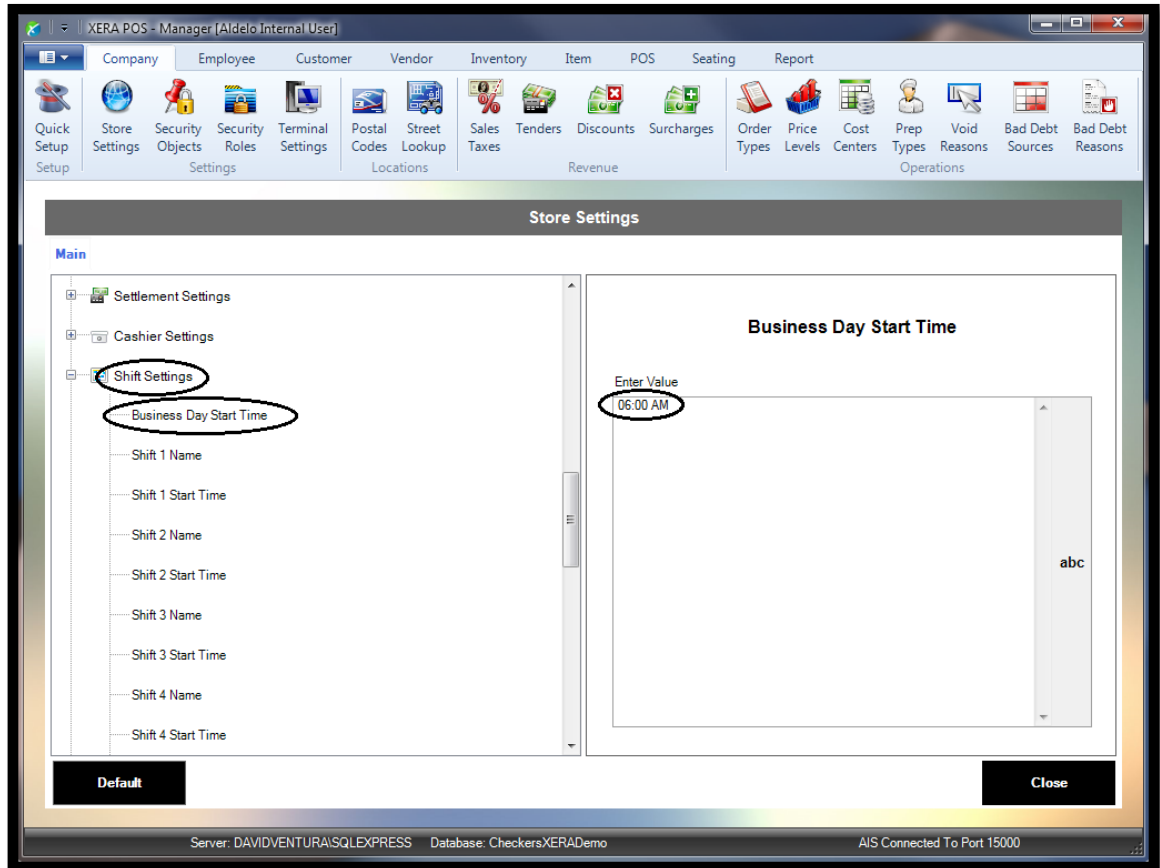 XERA POS - Manager [Aldelo Internal User]
Company Employee Customer Vendor Inventory Item POS Seating Report
Quick Setup Store Settings Security Objects Security Roles Terminal Settings Postal Codes Street Lookup Sales Taxes Tenders Discounts Surcharges Order Types Price Levels Cost Centers Prep Types Void Reasons Bad Debt Sources Bad Debt Reasons
Setup Settings Locations Revenue Operations
Store Settings
Main
Settlement Settings
Cashier Settings
Shift Settings
Business Day Start Time
Shift 1 Name
Shift 1 Start Time
Shift 2 Name
Shift 2 Start Time
Shift 3 Name
Shift 3 Start Time
Shift 4 Name
Shift 4 Start Time
Business Day Start Time
Enter Value
06:00 AM
abc
Default Close
Server: DAVIDVENTURA\SQLEXPRESS Database: CheckersXERADemo AIS Connected To Port 15000